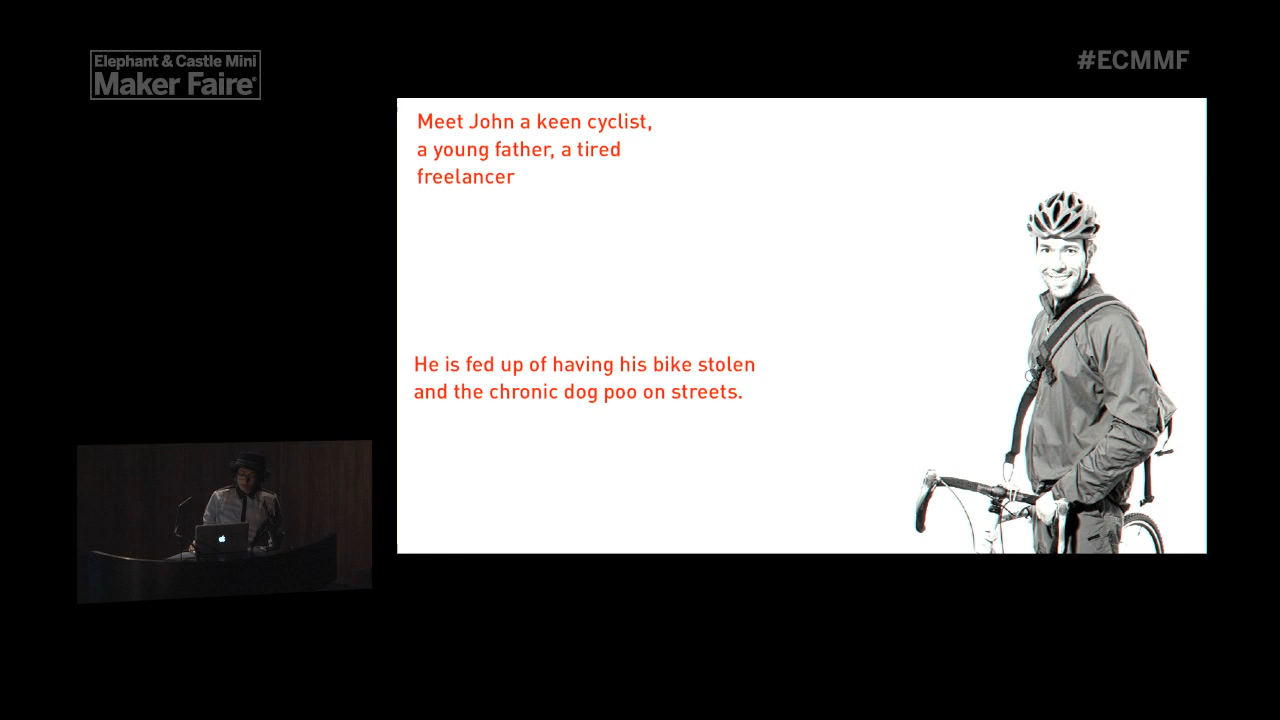 Elephant & Castle Mini
Maker Faire®
#ECMMF
Meet John a keen cyclist,
a young father, a tired
freelancer
He is fed up of having his bike stolen
and the chronic dog poo on streets.